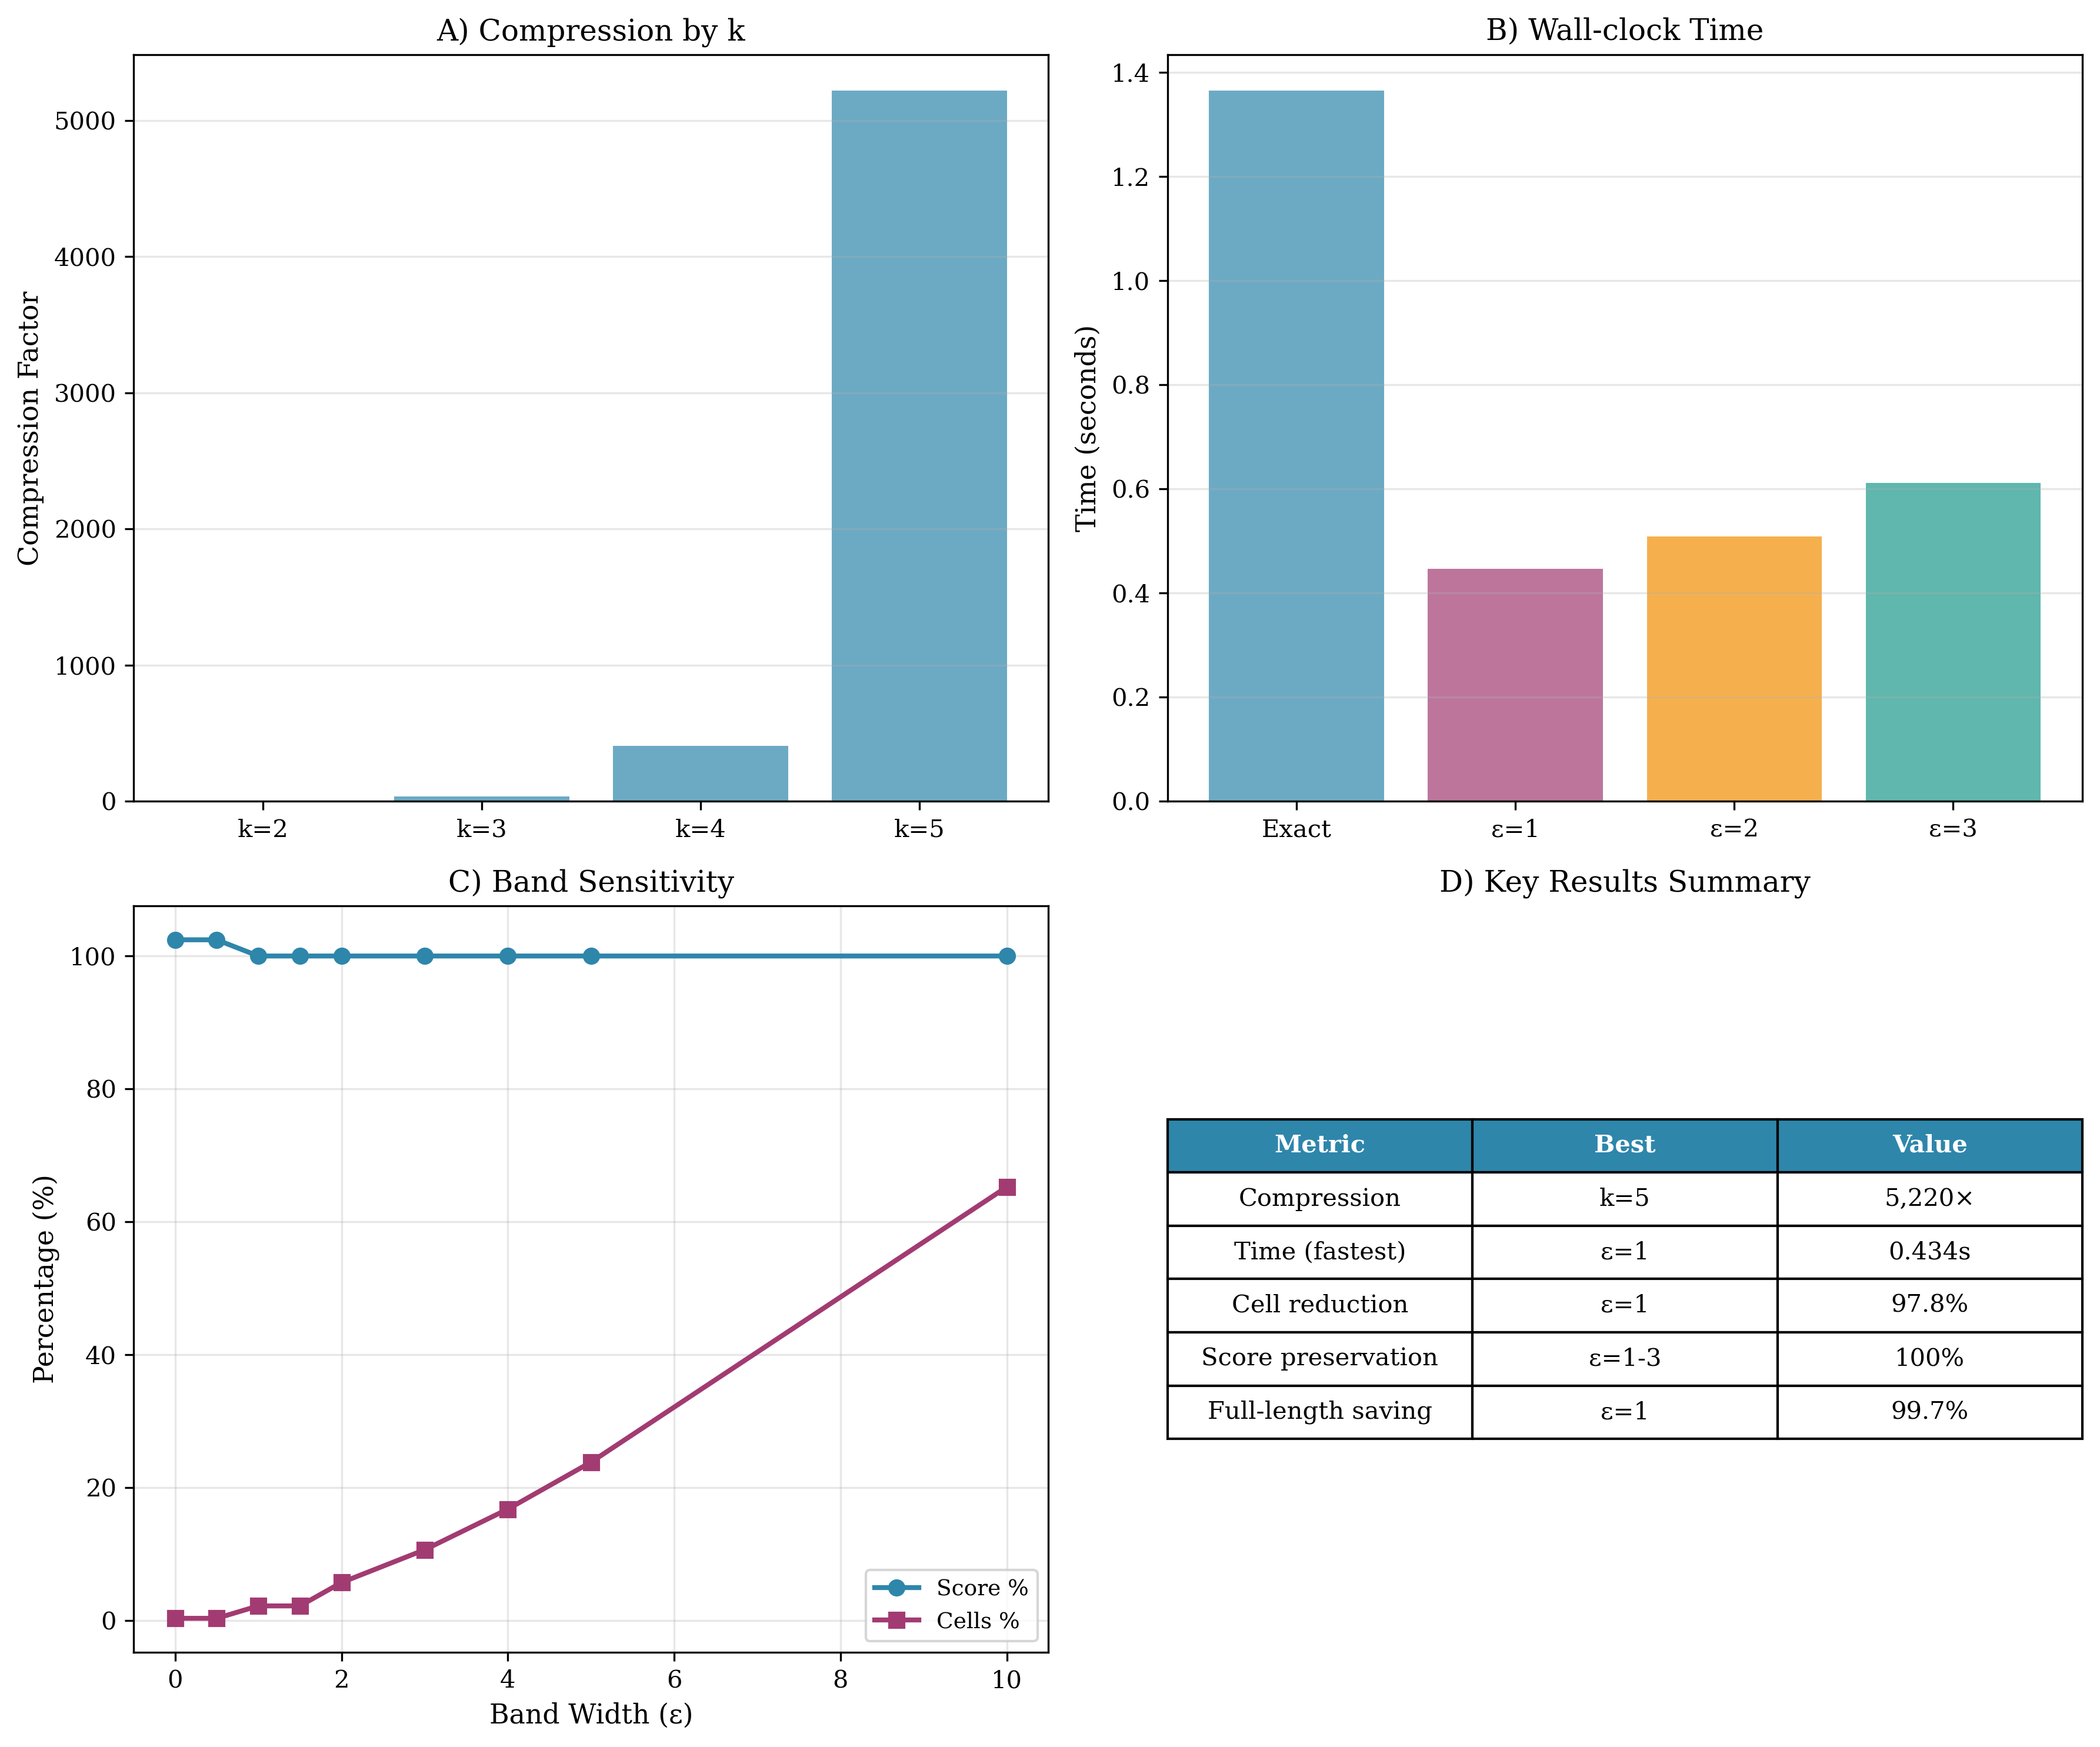 A) Compression by k
Compression Factor
5000
4000
3000
2000
1000
0
k=2 k=3 k=4 k=5
B) Wall-clock Time
Time (seconds)
1.4
1.2
1.0
0.8
0.6
0.4
0.2
0.0
Exact ε=1 ε=2 ε=3
C) Band Sensitivity
Percentage (%)
100
80
60
40
20
0
0 2 4 6 8 10
Band Width (ε)
Score %
Cells %
D) Key Results Summary
Metric Best Value
Compression k=5 5,220×
Time (fastest) ε=1 0.434s
Cell reduction ε=1 97.8%
Score preservation ε=1-3 100%
Full-length saving ε=1 99.7%